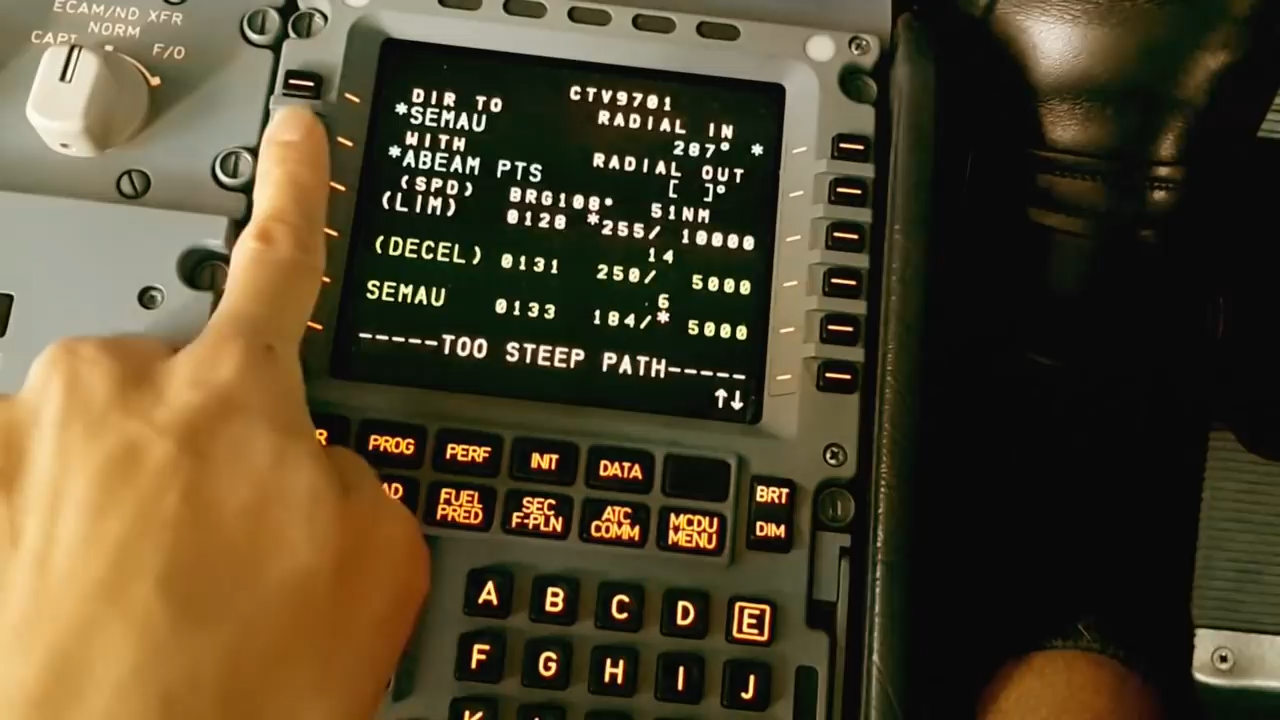 ECAM/ND XFR
NORM
CAPT F/O
CTV9701
DIR TO RADIAL IN
*SEMAU 287° *
WITH RADIAL OUT
*ABEAM PTS [ ]°
(SPD) BRG108° 51NM
(LIM) 0128 *255/ 10000
14
(DECEL) 0131 250/ 5000
6
SEMAU 0133 184/* 5000
-----TOO STEEP PATH-----
↑↓
PROG PERF INIT DATA
FUEL PRED SEC F-PLN ATC COMM MCDU MENU
BRT
DIM
A B C D E
F G H I J
K